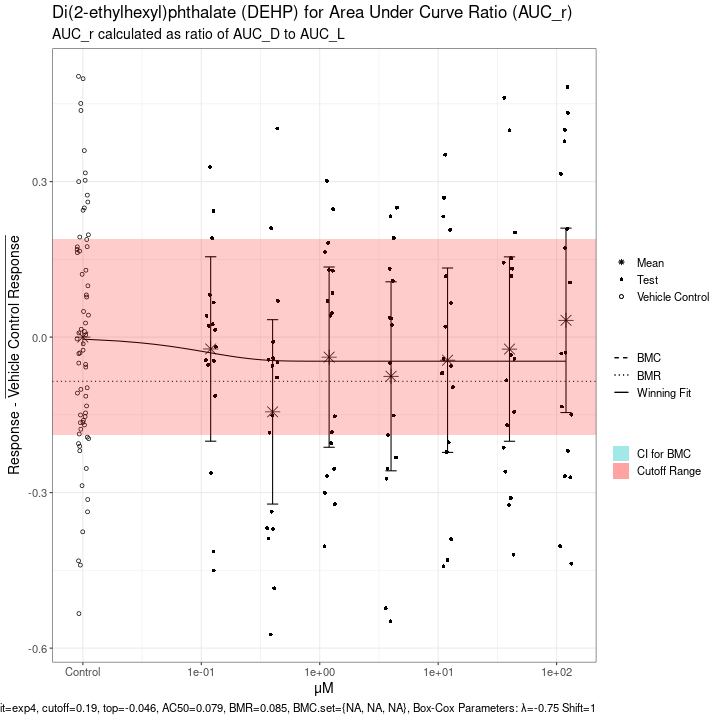 Di(2-ethylhexyl)phthalate (DEHP) for Area Under Curve Ratio (AUC_r)
AUC_r calculated as ratio of AUC_D to AUC_L
Response - Vehicle Control Response
0.3
0.0
-0.3
-0.6
Control
1e-01
1e+00
1e+01
1e+02
μM
Mean
Test
Vehicle Control
BMC
BMR
Winning Fit
CI for BMC
Cutoff Range
it=exp4, cutoff=0.19, top=-0.046, AC50=0.079, BMR=0.085, BMC.set={NA, NA, NA}, Box-Cox Parameters: λ=-0.75 Shift=1